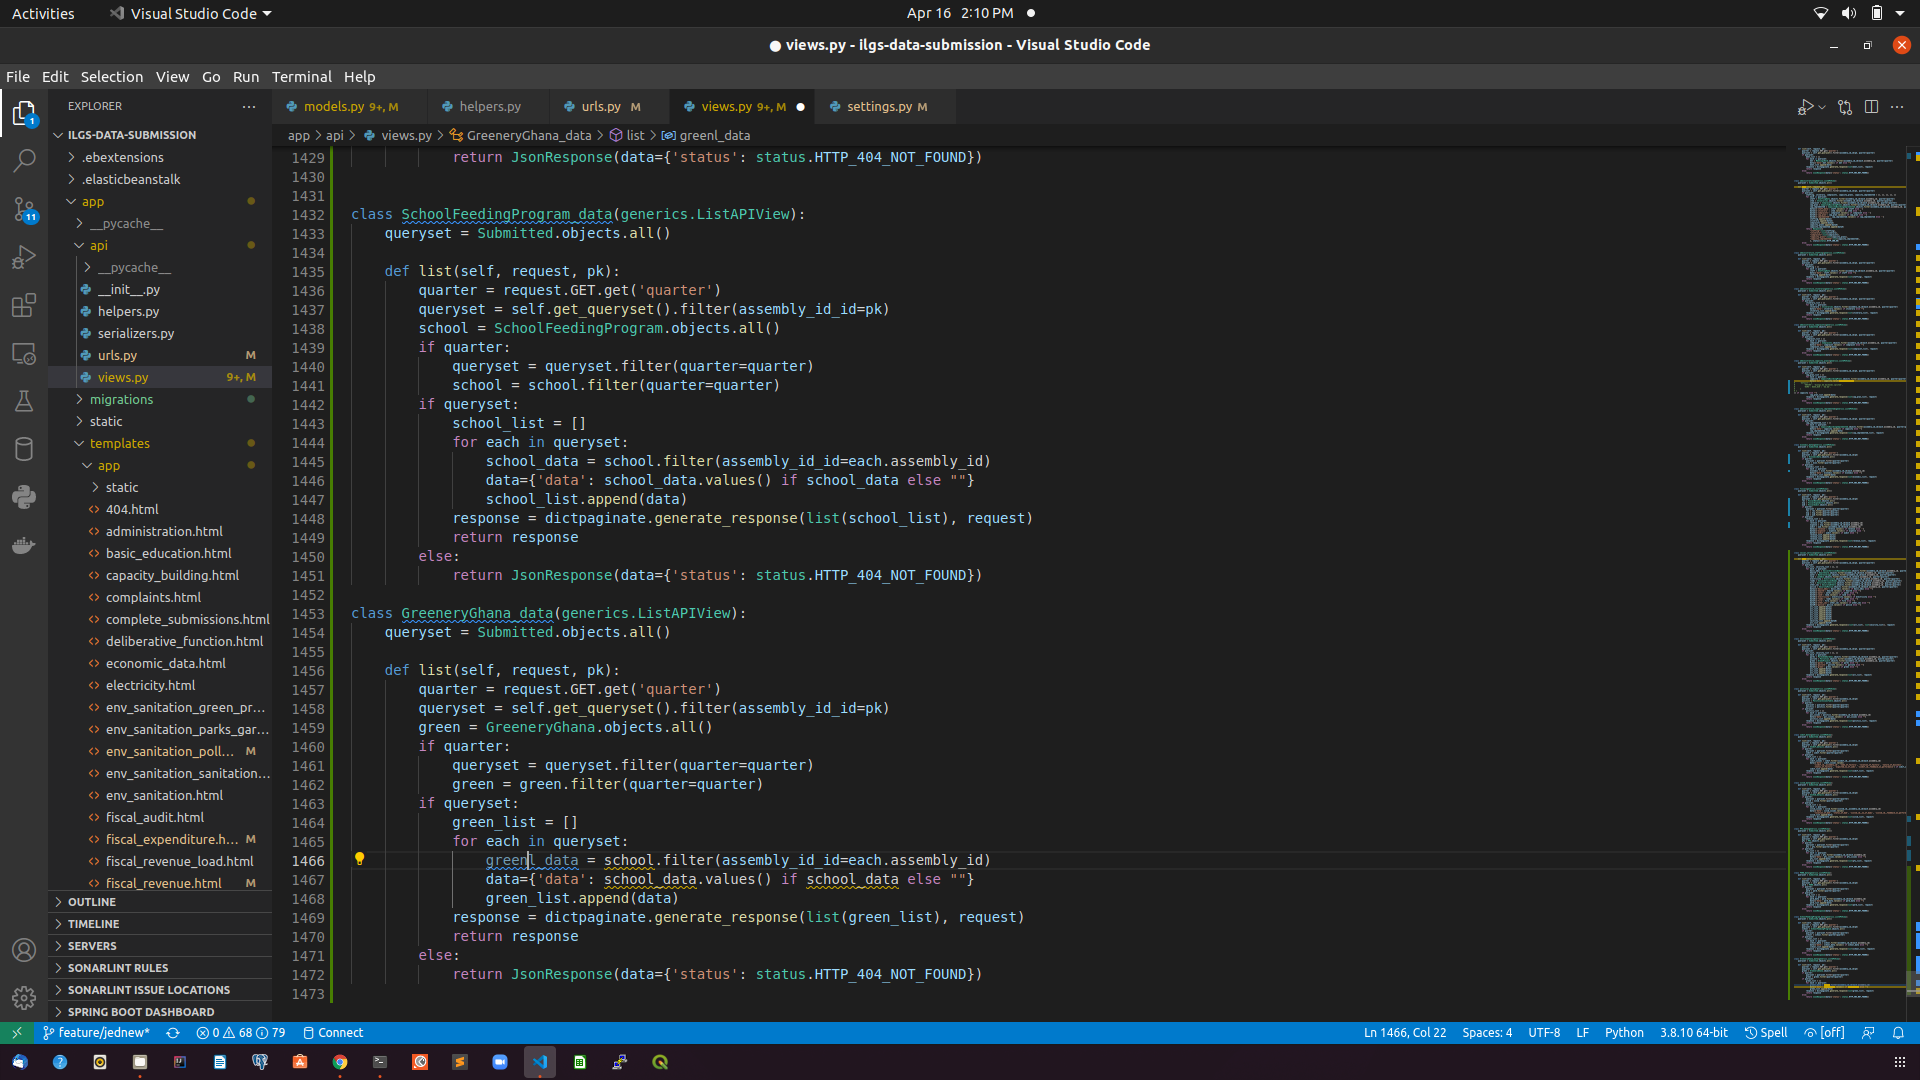 Activities
Visual Studio Code
Apr 16 2:10 PM
views.py - ilgs-data-submission - Visual Studio Code
File Edit Selection View Go Run Terminal Help
EXPLORER
models.py 9+, M
helpers.py
urls.py M
views.py 9+, M
settings.py M
app > api > views.py > GreeneryGhana_data > list > greenl_data
ILGS-DATA-SUBMISSION
.ebextensions
.elasticbeanstalk
app
__pycache__
api
__pycache__
__init__.py
helpers.py
serializers.py
urls.py M
views.py 9+, M
migrations
static
templates
app
static
404.html
administration.html
basic_education.html
capacity_building.html
complaints.html
complete_submissions.html
deliberative_function.html
economic_data.html
electricity.html
env_sanitation_green_pr...
env_sanitation_parks_gar...
env_sanitation_poll... M
env_sanitation_sanitation...
env_sanitation.html
fiscal_audit.html
fiscal_expenditure.h... M
fiscal_revenue_load.html
fiscal_revenue.html M
OUTLINE
TIMELINE
SERVERS
SONARLINT RULES
SONARLINT ISSUE LOCATIONS
SPRING BOOT DASHBOARD
1
11
1429 return JsonResponse(data={'status': status.HTTP_404_NOT_FOUND})
1430
1431
1432 class SchoolFeedingProgram_data(generics.ListAPIView):
1433 queryset = Submitted.objects.all()
1434
1435 def list(self, request, pk):
1436 quarter = request.GET.get('quarter')
1437 queryset = self.get_queryset().filter(assembly_id_id=pk)
1438 school = SchoolFeedingProgram.objects.all()
1439 if quarter:
1440 queryset = queryset.filter(quarter=quarter)
1441 school = school.filter(quarter=quarter)
1442 if queryset:
1443 school_list = []
1444 for each in queryset:
1445 school_data = school.filter(assembly_id_id=each.assembly_id)
1446 data={'data': school_data.values() if school_data else ""}
1447 school_list.append(data)
1448 response = dictpaginate.generate_response(list(school_list), request)
1449 return response
1450 else:
1451 return JsonResponse(data={'status': status.HTTP_404_NOT_FOUND})
1452
1453 class GreeneryGhana_data(generics.ListAPIView):
1454 queryset = Submitted.objects.all()
1455
1456 def list(self, request, pk):
1457 quarter = request.GET.get('quarter')
1458 queryset = self.get_queryset().filter(assembly_id_id=pk)
1459 green = GreeneryGhana.objects.all()
1460 if quarter:
1461 queryset = queryset.filter(quarter=quarter)
1462 green = green.filter(quarter=quarter)
1463 if queryset:
1464 green_list = []
1465 for each in queryset:
1466 greenl_data = school.filter(assembly_id_id=each.assembly_id)
1467 data={'data': school_data.values() if school_data else ""}
1468 green_list.append(data)
1469 response = dictpaginate.generate_response(list(green_list), request)
1470 return response
1471 else:
1472 return JsonResponse(data={'status': status.HTTP_404_NOT_FOUND})
1473
feature/jednew* 0 68 79 Connect
Ln 1466, Col 22 Spaces: 4 UTF-8 LF Python 3.8.10 64-bit Spell [off]